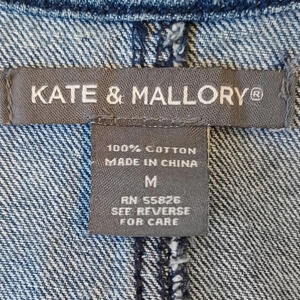 KATE & MALLORY®
100% COTTON
MADE IN CHINA
M
RN 55826
SEE REVERSE
FOR CARE